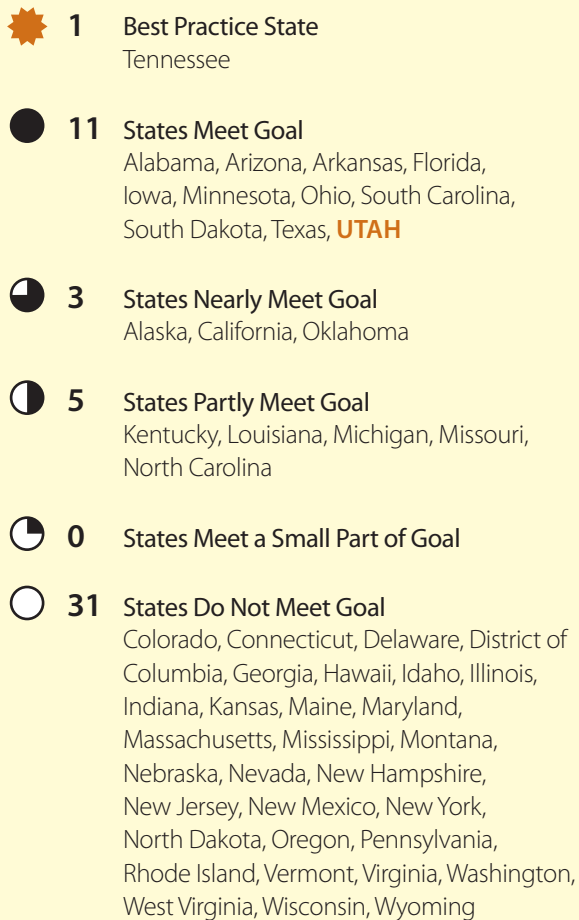 1 Best Practice State
Tennessee
11 States Meet Goal
Alabama, Arizona, Arkansas, Florida,
Iowa, Minnesota, Ohio, South Carolina,
South Dakota, Texas, UTAH
3 States Nearly Meet Goal
Alaska, California, Oklahoma
5 States Partly Meet Goal
Kentucky, Louisiana, Michigan, Missouri,
North Carolina
0 States Meet a Small Part of Goal
31 States Do Not Meet Goal
Colorado, Connecticut, Delaware, District of
Columbia, Georgia, Hawaii, Idaho, Illinois,
Indiana, Kansas, Maine, Maryland,
Massachusetts, Mississippi, Montana,
Nebraska, Nevada, New Hampshire,
New Jersey, New Mexico, New York,
North Dakota, Oregon, Pennsylvania,
Rhode Island, Vermont, Virginia, Washington,
West Virginia, Wisconsin, Wyoming